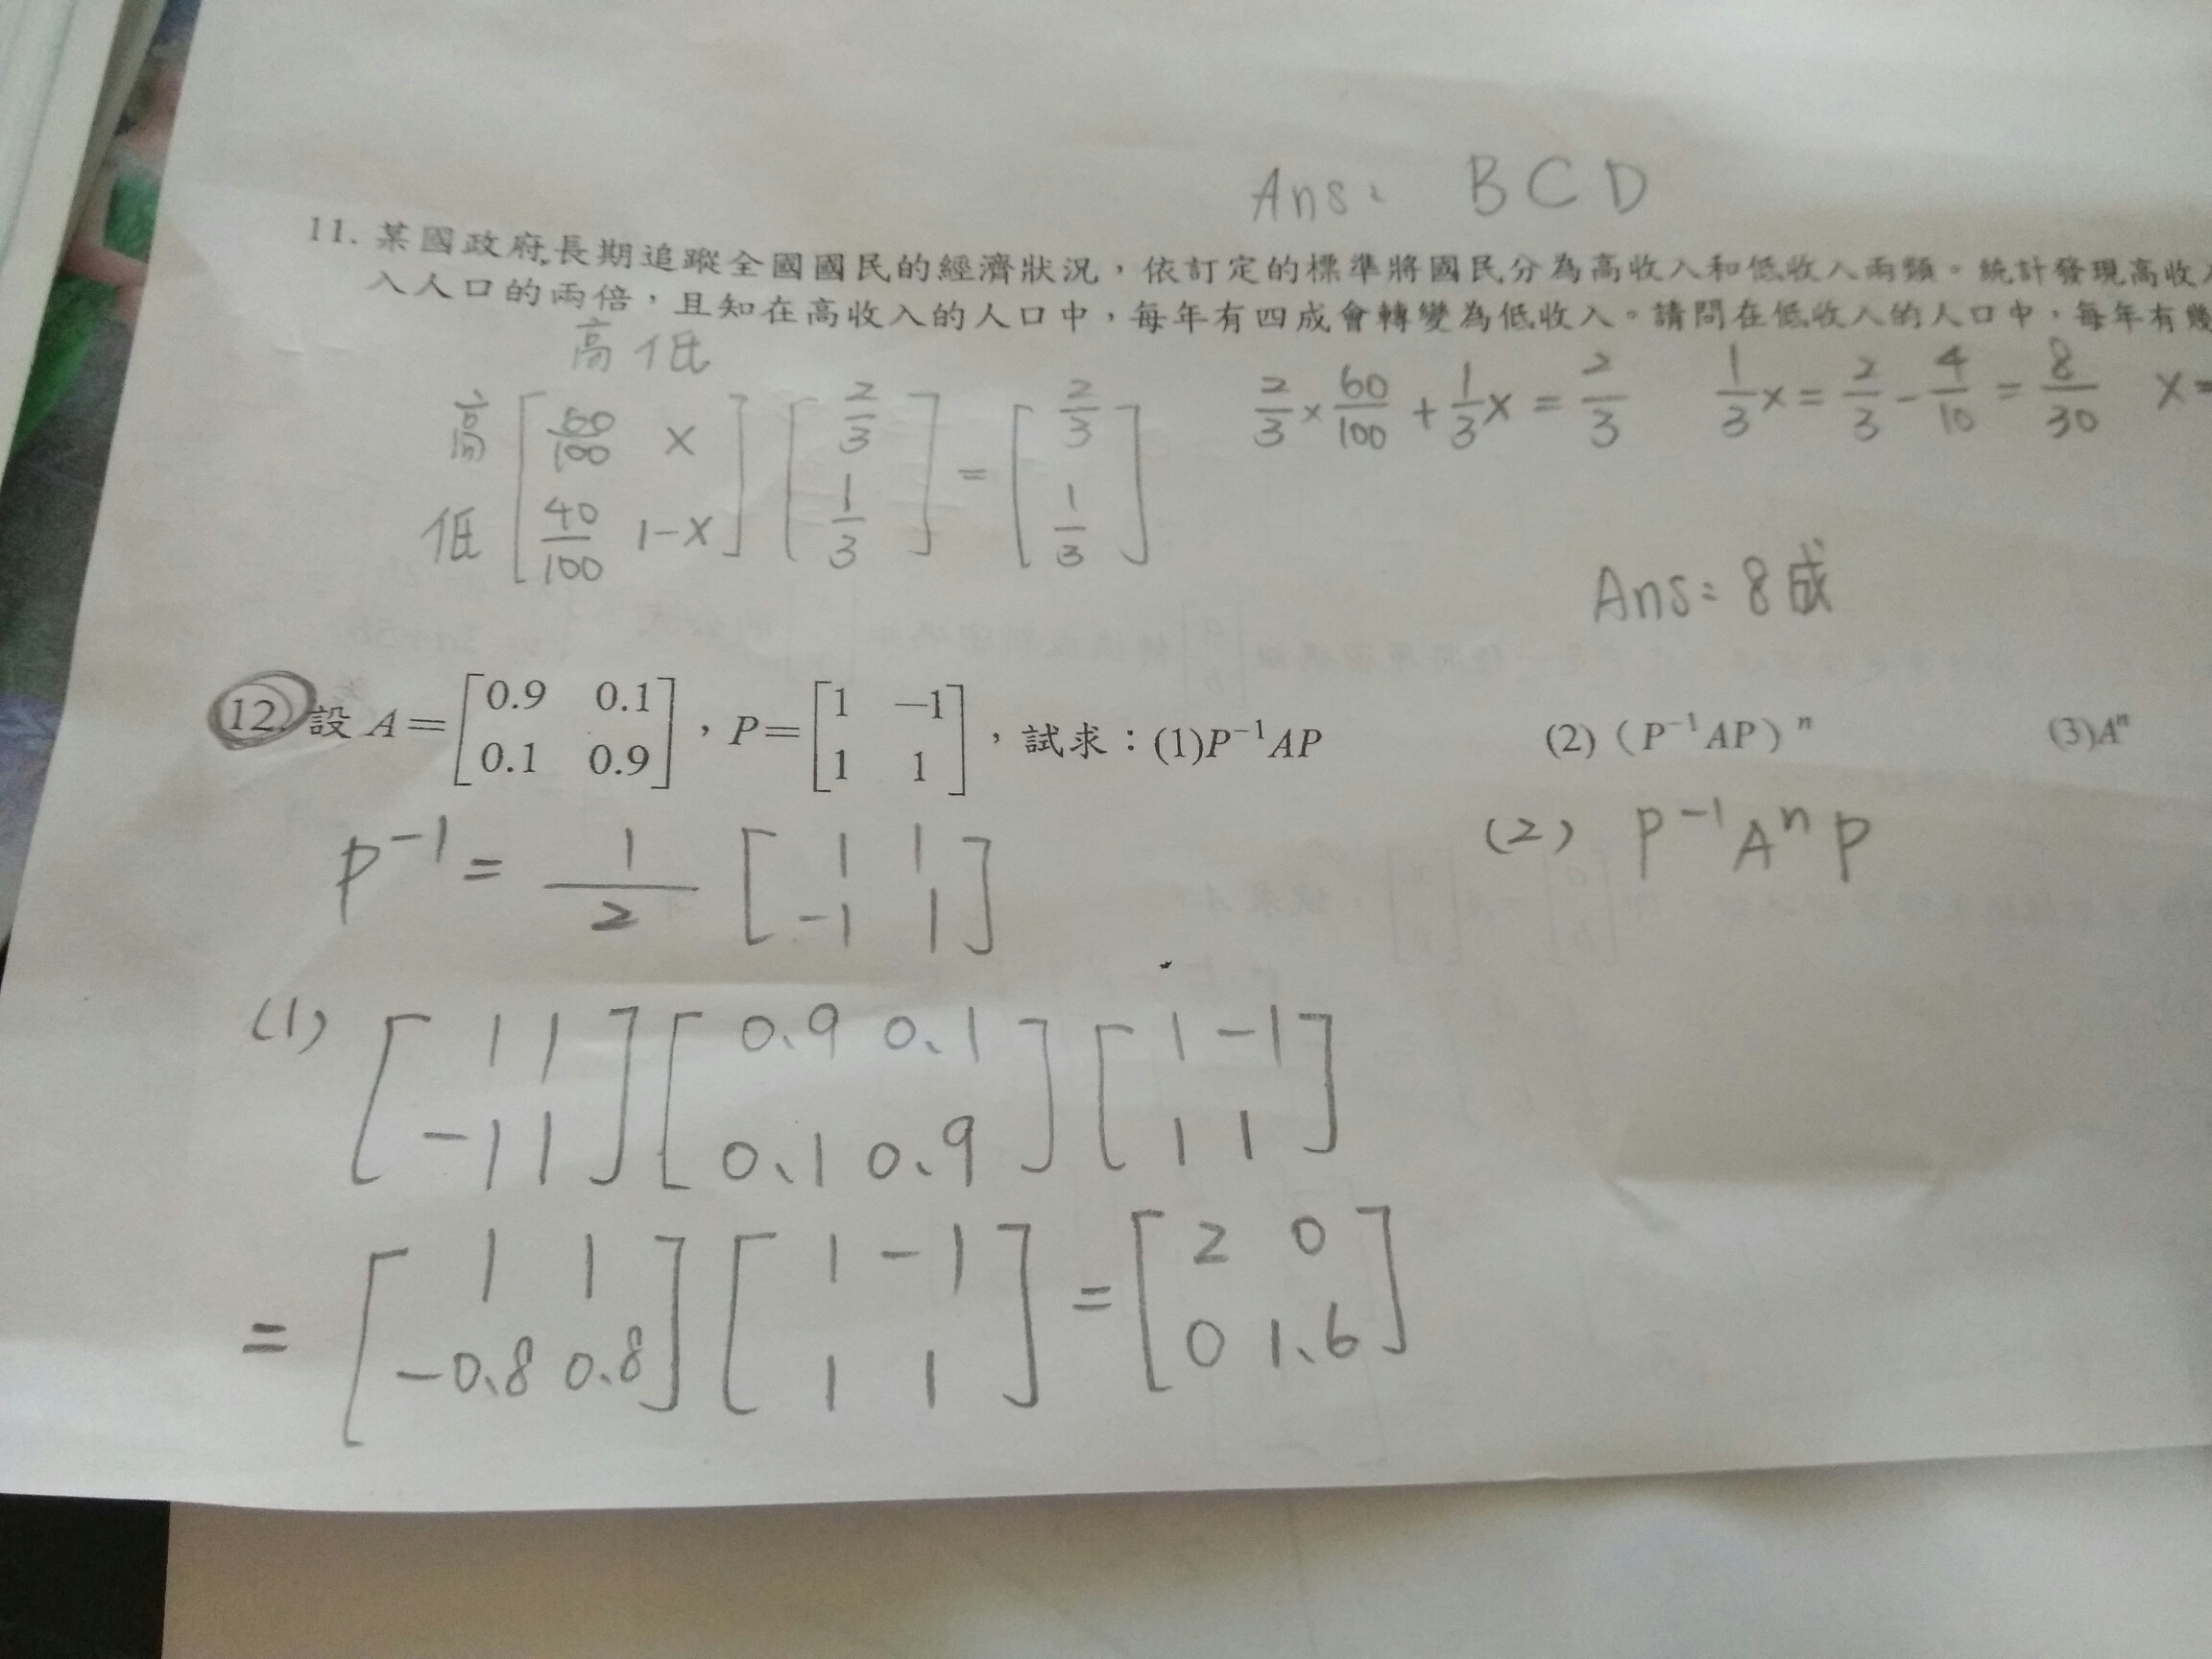 Ans: BCD
11. 某國政府長期追蹤全國國民的經濟狀況，依訂定的標準將國民分為高收入和低收入兩類。統計發現高收入
入人口的兩倍，且知在高收入的人口中，每年有四成會轉變為低收入。請問在低收入的人口中，每年有幾
高 低
高 [60/100 x] [2/3] = [2/3] 2/3 × 60/100 + 1/3 x = 2/3 1/3 x = 2/3 - 4/10 = 8/30 x =
低 [40/100 1-x] [1/3] [1/3]
Ans: 8成
12. 設 A = [0.9 0.1; 0.1 0.9] ， P = [1 -1; 1 1] ，試求：(1)P⁻¹AP (2)（P⁻¹AP）ⁿ (3)Aⁿ
P⁻¹ = 1/2 [1 1; -1 1]
(2) P⁻¹AⁿP
(1) [1 1; -1 1] [0.9 0.1; 0.1 0.9] [1 -1; 1 1]
= [1 1; -0.8 0.8] [1 -1; 1 1] = [2 0; 0 1.6]